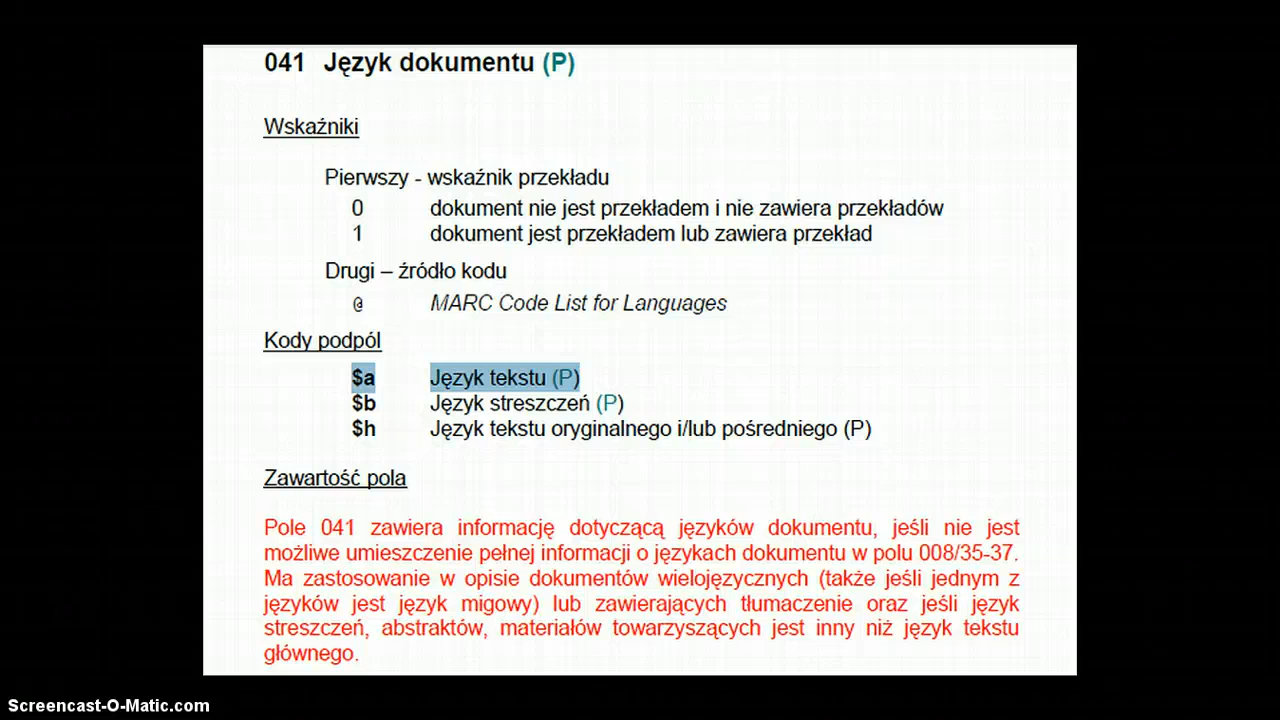 041 Język dokumentu (P)
Wskaźniki
Pierwszy - wskaźnik przekładu
0 dokument nie jest przekładem i nie zawiera przekładów
1 dokument jest przekładem lub zawiera przekład
Drugi – źródło kodu
@ MARC Code List for Languages
Kody podpól
$a Język tekstu (P)
$b Język streszczeń (P)
$h Język tekstu oryginalnego i/lub pośredniego (P)
Zawartość pola
Pole 041 zawiera informację dotyczącą języków dokumentu, jeśli nie jest
możliwe umieszczenie pełnej informacji o językach dokumentu w polu 008/35-37.
Ma zastosowanie w opisie dokumentów wielojęzycznych (także jeśli jednym z
języków jest język migowy) lub zawierających tłumaczenie oraz jeśli język
streszczeń, abstraktów, materiałów towarzyszących jest inny niż język tekstu
głównego.
Screencast-O-Matic.com